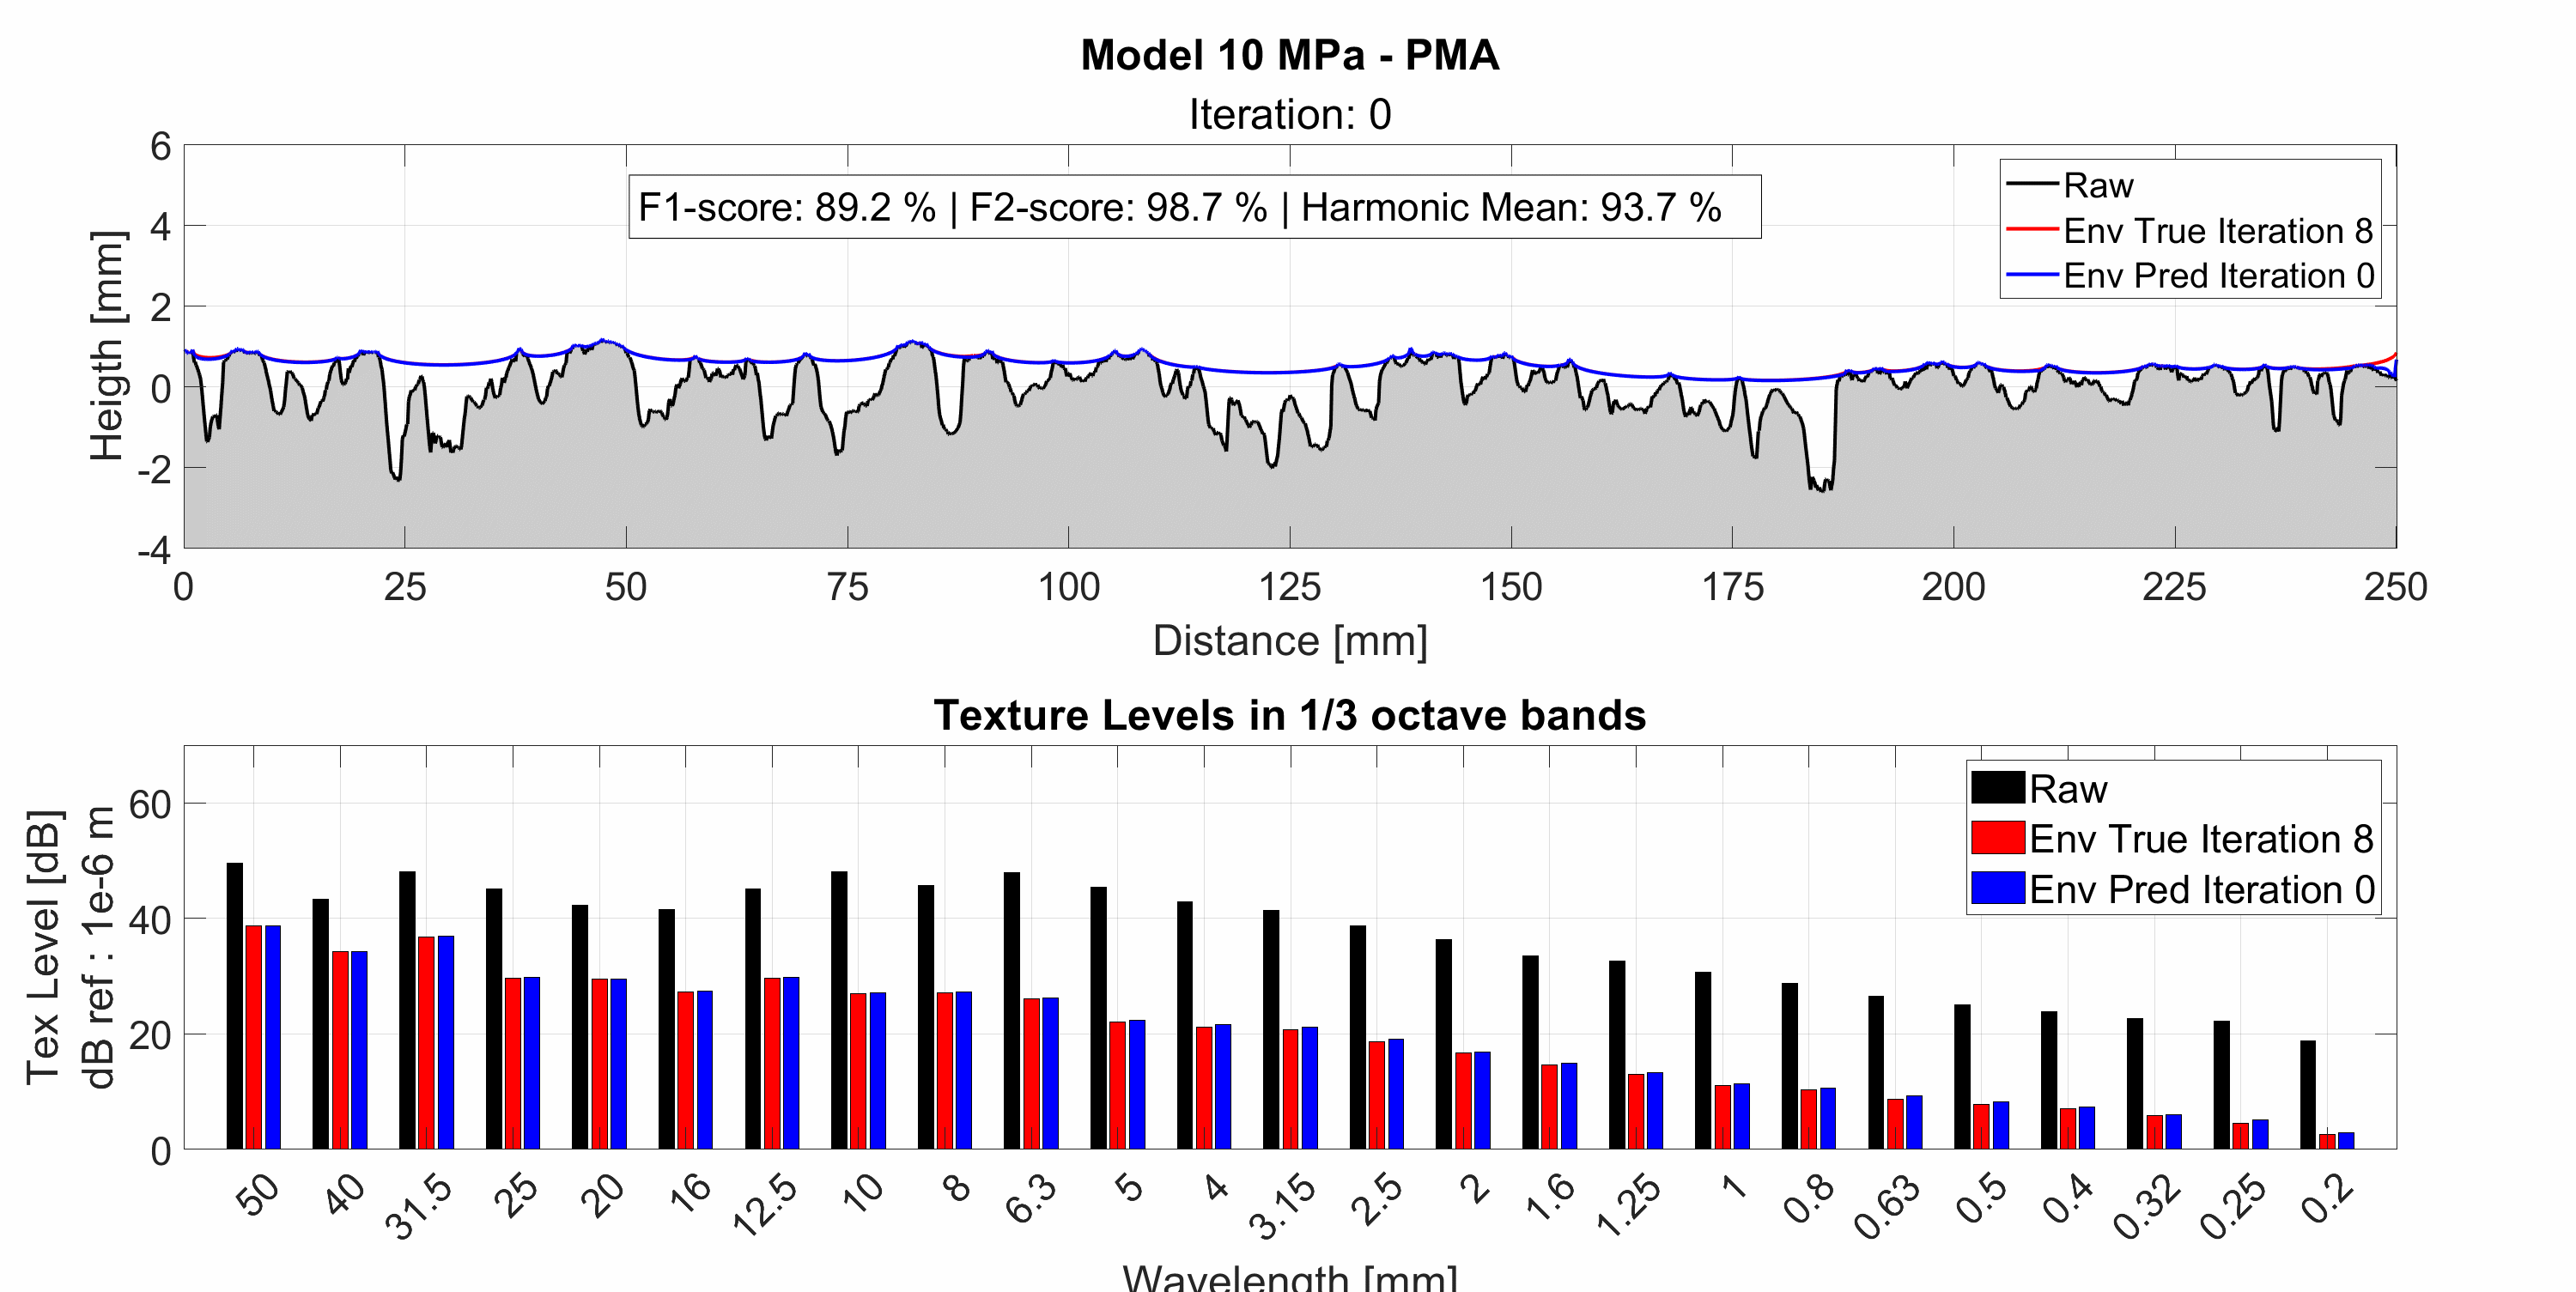 Model 10 MPa - PMA
Iteration: 0
6
4
2
0
-2
-4
Heigth [mm]
F1-score: 89.2 % | F2-score: 98.7 % | Harmonic Mean: 93.7 %
Raw
Env True Iteration 8
Env Pred Iteration 0
0 25 50 75 100 125 150 175 200 225 250
Distance [mm]
Texture Levels in 1/3 octave bands
Tex Level [dB]
dB ref : 1e-6 m
60
40
20
0
Raw
Env True Iteration 8
Env Pred Iteration 0
50 40 31.5 25 20 16 12.5 10 8 6.3 5 4 3.15 2.5 2 1.6 1.25 1 0.8 0.63 0.5 0.4 0.32 0.25 0.2
Wavelength [mm]